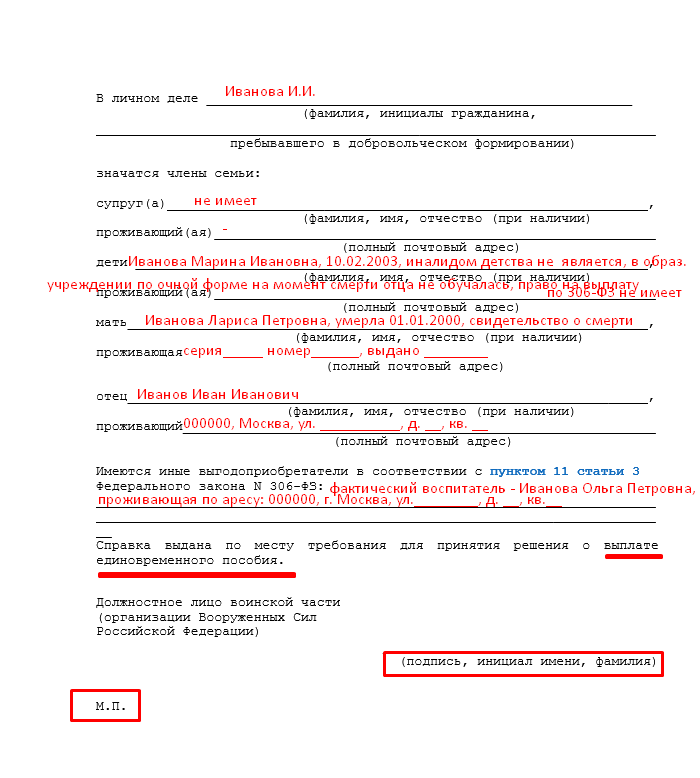 В личном деле Иванова И.И.
(фамилия, инициалы гражданина,
пребывавшего в добровольческом формировании)
значатся члены семьи:
супруг(а) не имеет,
(фамилия, имя, отчество (при наличии)
проживающий(ая) -
(полный почтовый адрес)
дети Иванова Марина Ивановна, 10.02.2003, иналидом детства не является, в образ.
(фамилия, имя, отчество (при наличии)
учреждении по очной форме на момент смерти отца не обучалась, право на выплату
проживающий(ая) по 306-ФЗ не имеет
(полный почтовый адрес)
мать Иванова Лариса Петровна, умерла 01.01.2000, свидетельство о смерти,
(фамилия, имя, отчество (при наличии)
проживающая серия______ номер_______, выдано _________
(полный почтовый адрес)
отец Иванов Иван Иванович,
(фамилия, имя, отчество (при наличии)
проживающий 000000, Москва, ул. ____________, д. __, кв. __
(полный почтовый адрес)
Имеются иные выгодоприобретатели в соответствии с пунктом 11 статьи 3
Федерального закона N 306-ФЗ: фактический воспитатель - Иванова Ольга Петровна,
проживающая по аресу: 000000, г. Москва, ул._________, д. __, кв.__
Справка выдана по месту требования для принятия решения о выплате
единовременного пособия.
Должностное лицо воинской части
(организации Вооруженных Сил
Российской Федерации)
(подпись, инициал имени, фамилия)
М.П.